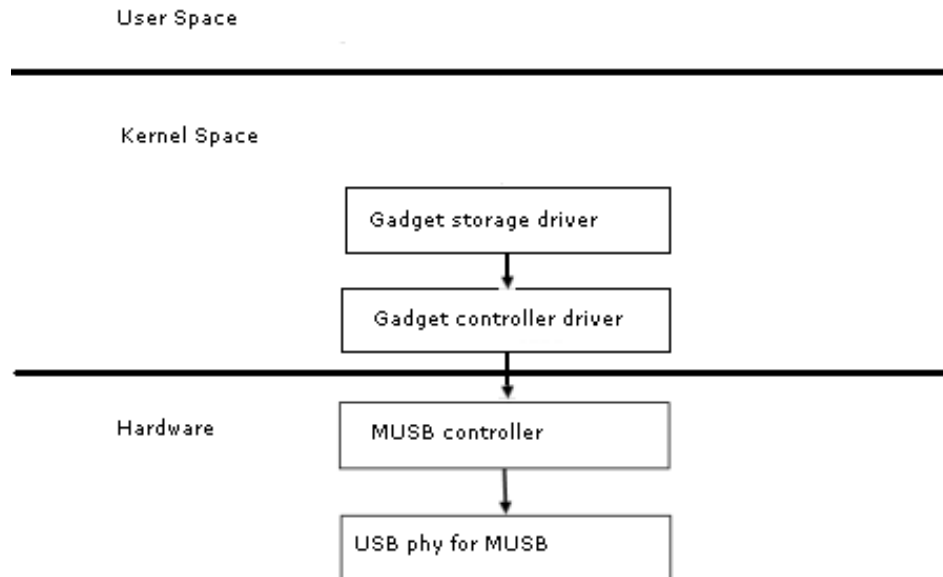 User Space
Kernel Space
Gadget storage driver
Gadget controller driver
Hardware
MUSB controller
USB phy for MUSB